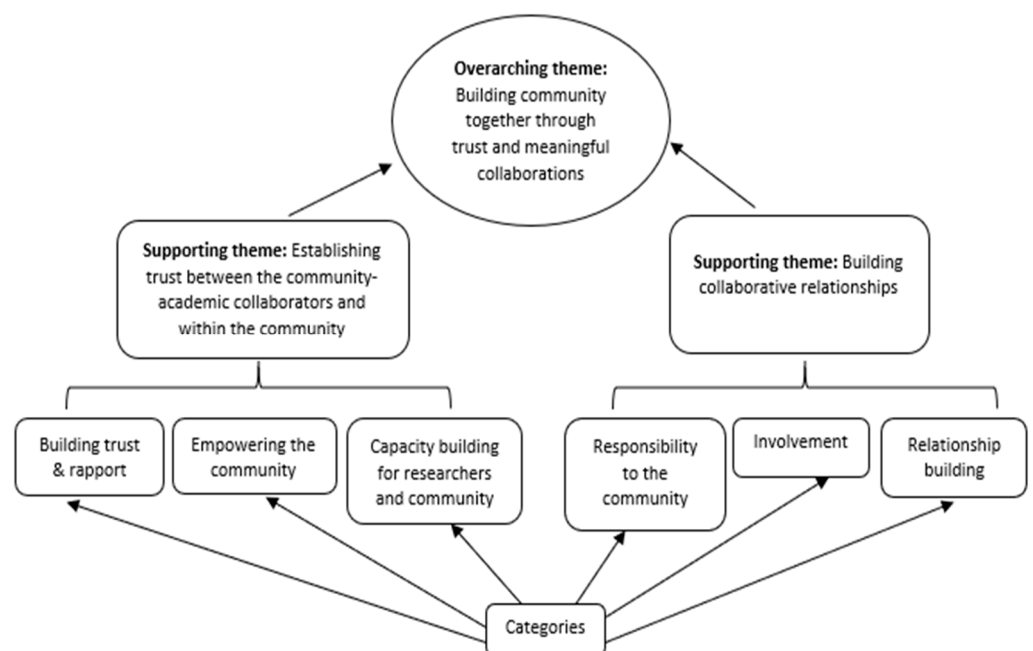 Overarching theme:
Building community
together through
trust and meaningful
collaborations
Supporting theme: Establishing
trust between the community-
academic collaborators and
within the community
Supporting theme: Building
collaborative relationships
Building trust
& rapport
Empowering the
community
Capacity building
for researchers
and community
Responsibility
to the
community
Involvement
Relationship
building
Categories